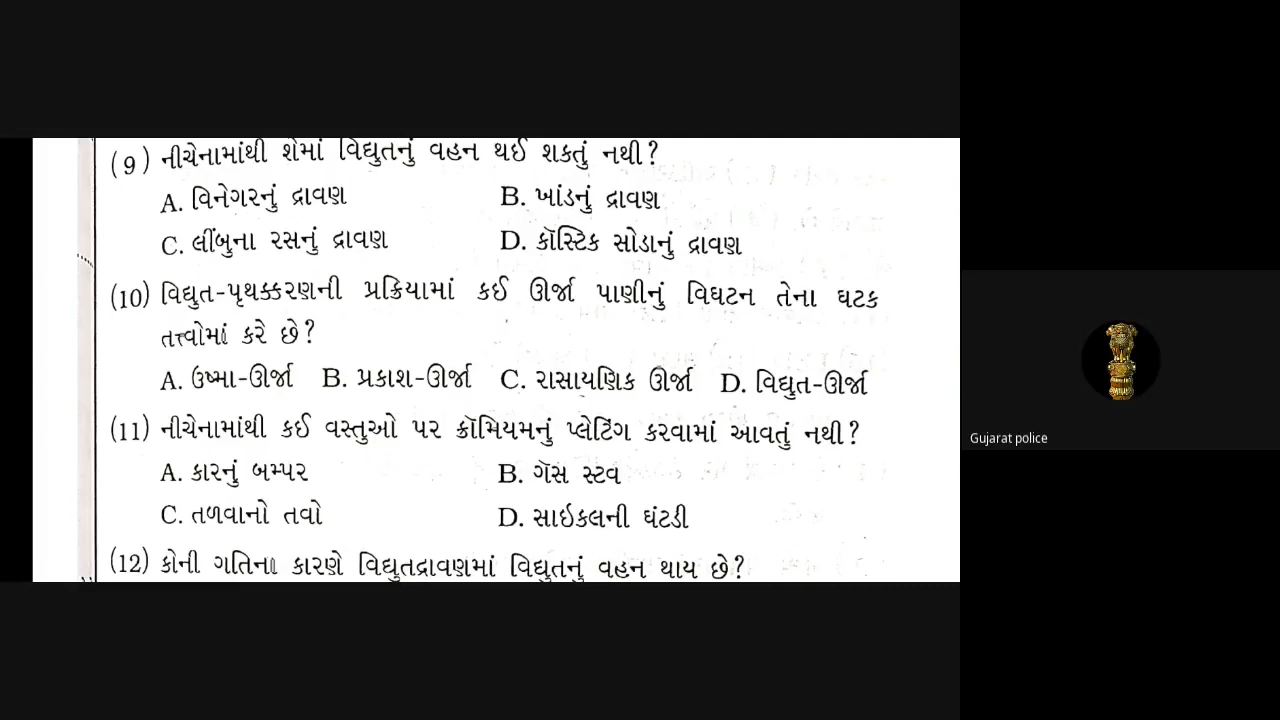 (9) નીચેનામાંથી શેમાં વિદ્યુતનું વહન થઈ શકતું નથી?
A. વિનેગરનું દ્રાવણ B. ખાંડનું દ્રાવણ
C. લીંબુના રસનું દ્રાવણ D. કૉસ્ટિક સોડાનું દ્રાવણ
(10) વિદ્યુત-પૃથક્કરણની પ્રક્રિયામાં કઈ ઊર્જા પાણીનું વિઘટન તેના ઘટક
તત્ત્વોમાં કરે છે?
A. ઉષ્મા-ઊર્જા B. પ્રકાશ-ઊર્જા C. રાસાયણિક ઊર્જા D. વિદ્યુત-ઊર્જા
(11) નીચેનામાંથી કઈ વસ્તુઓ પર ક્રૉમિયમનું પ્લેટિંગ કરવામાં આવતું નથી?
A. કારનું બમ્પર B. ગૅસ સ્ટવ
C. તળવાનો તવો D. સાઇકલની ઘંટડી
(12) કોની ગતિના કારણે વિદ્યુતદ્રાવણમાં વિદ્યુતનું વહન થાય છે?
Gujarat police